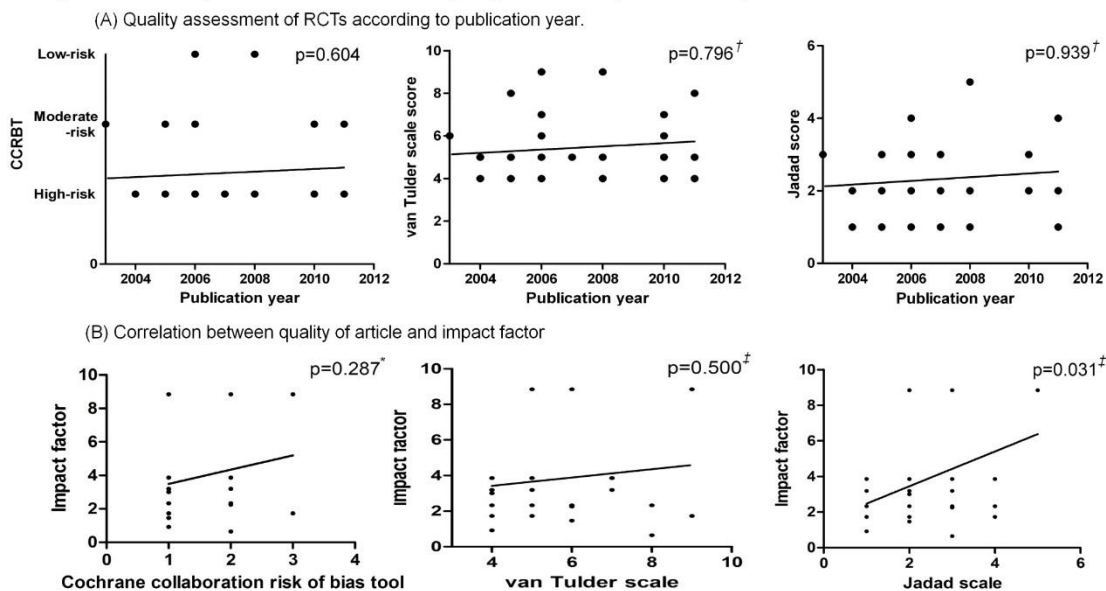 (A) Quality assessment of RCTs according to publication year.
CCRBT
Low-risk
Moderate
-risk
High-risk
0
2004 2006 2008 2010 2012
Publication year
p=0.604
van Tulder scale score
10
8
6
4
2
0
2004 2006 2008 2010 2012
Publication year
p=0.796†
Jadad score
6
4
2
0
2004 2006 2008 2010 2012
Publication year
p=0.939‡
(B) Correlation between quality of article and impact factor
Impact factor
10
8
6
4
2
0
0 1 2 3 4
Cochrane collaboration risk of bias tool
p=0.287*
Impact factor
10
8
6
4
2
0
4 6 8 10
van Tulder scale
p=0.500‡
Impact factor
10
8
6
4
2
0
0 2 4 6
Jadad scale
p=0.031‡